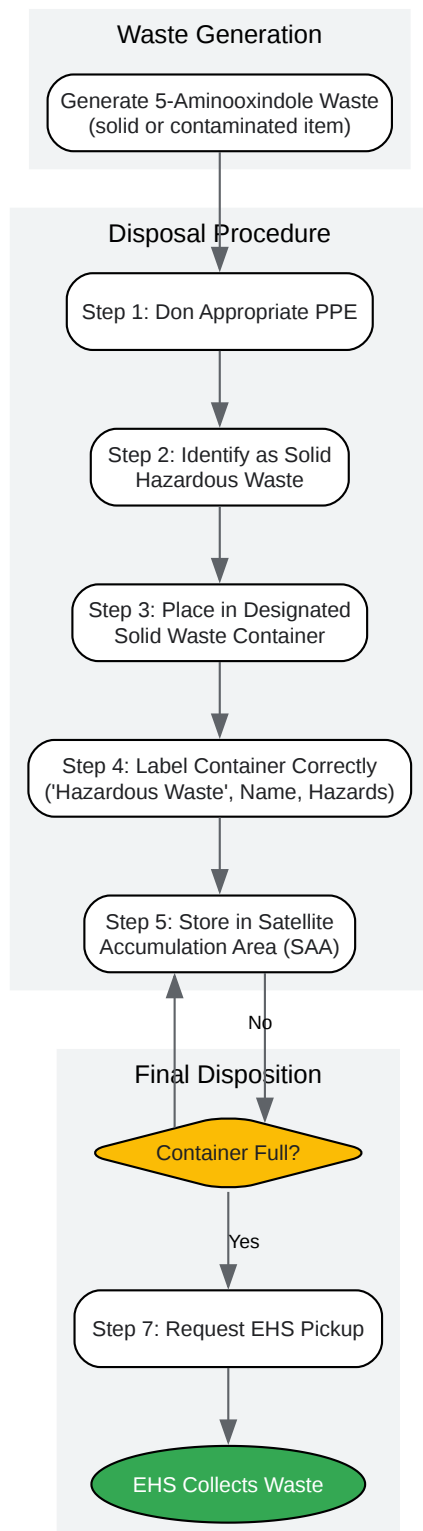 Waste Generation
Generate 5-Aminooxindole Waste
(solid or contaminated item)
Disposal Procedure
Step 1: Don Appropriate PPE
Step 2: Identify as Solid
Hazardous Waste
Step 3: Place in Designated
Solid Waste Container
Step 4: Label Container Correctly
('Hazardous Waste', Name, Hazards)
Step 5: Store in Satellite
Accumulation Area (SAA)
No
Final Disposition
Container Full?
Yes
Step 7: Request EHS Pickup
EHS Collects Waste